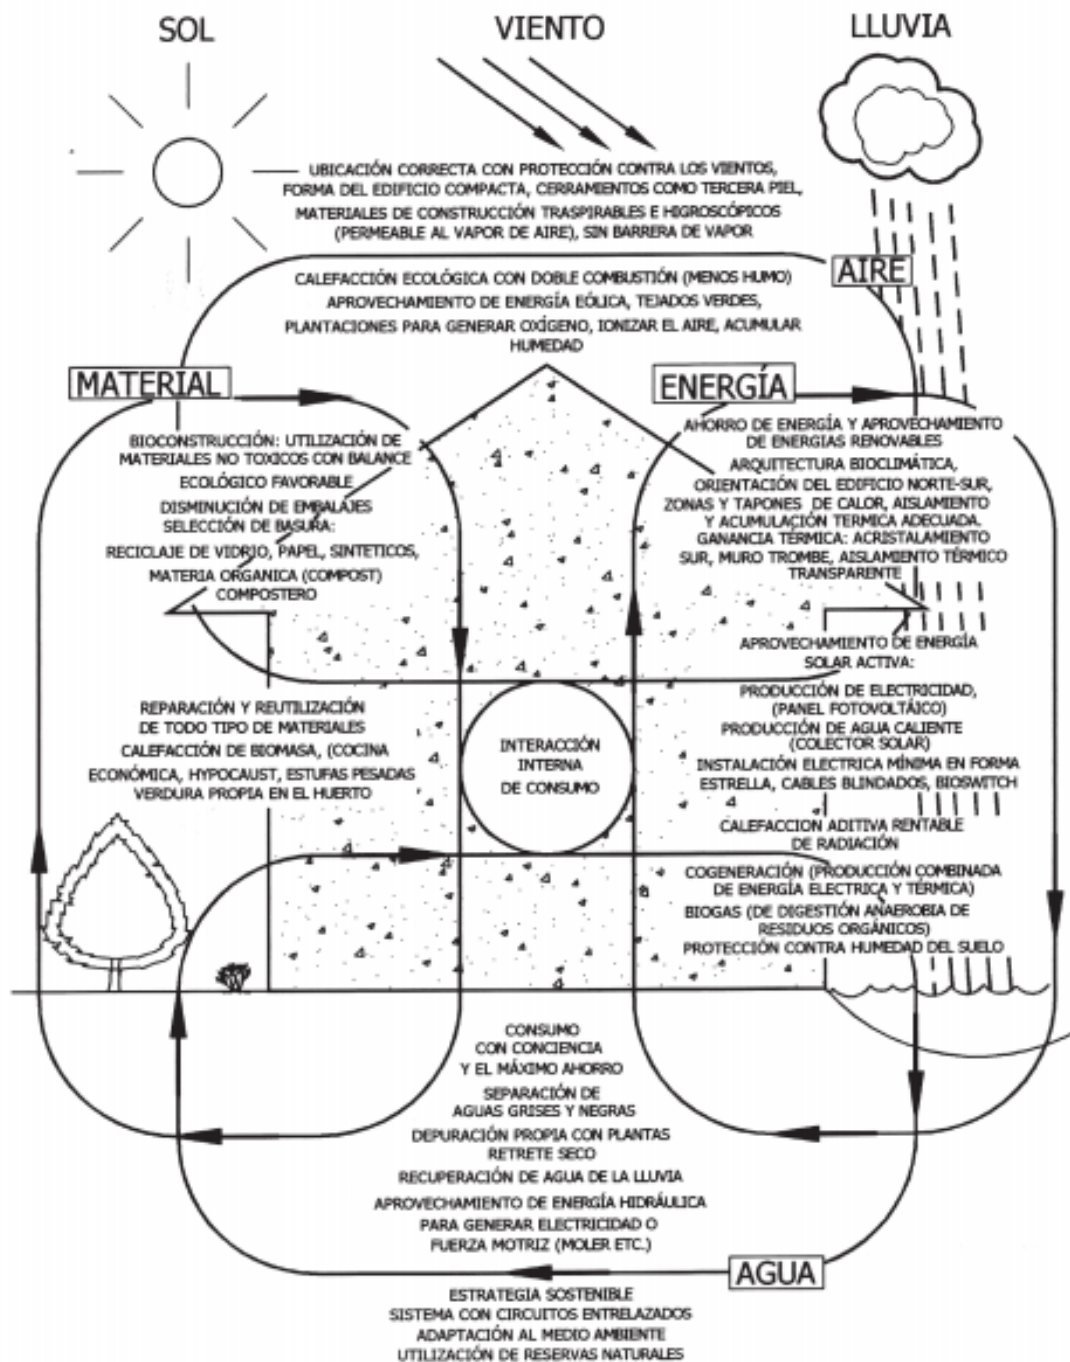 SOL
VIENTO
LLUVIA
UBICACIÓN CORRECTA CON PROTECCIÓN CONTRA LOS VIENTOS,
FORMA DEL EDIFICIO COMPACTA, CERRAMIENTOS COMO TERCERA PIEL,
MATERIALES DE CONSTRUCCIÓN TRASPIRABLES E HIGROSCÓPICOS
(PERMEABLE AL VAPOR DE AIRE), SIN BARRERA DE VAPOR
AIRE
CALEFACCIÓN ECOLÓGICA CON DOBLE COMBUSTIÓN (MENOS HUMO)
APROVECHAMIENTO DE ENERGÍA EÓLICA, TEJADOS VERDES,
PLANTACIONES PARA GENERAR OXÍGENO, IONIZAR EL AIRE, ACUMULAR
HUMEDAD
MATERIAL
BIOCONSTRUCCIÓN: UTILIZACIÓN DE
MATERIALES NO TOXICOS CON BALANCE
ECOLÓGICO FAVORABLE
DISMINUCIÓN DE EMBALAJES
SELECCIÓN DE BASURA:
RECICLAJE DE VIDRIO, PAPEL, SINTETICOS,
MATERIA ORGANICA (COMPOST)
COMPOSTERO
REPARACIÓN Y REUTILIZACIÓN
DE TODO TIPO DE MATERIALES
CALEFACCIÓN DE BIOMASA, (COCINA
ECONÓMICA, HYPOCAUST, ESTUFAS PESADAS
VERDURA PROPIA EN EL HUERTO
INTERACCIÓN
INTERNA
DE CONSUMO
ENERGÍA
AHORRO DE ENERGÍA Y APROVECHAMIENTO
DE ENERGIAS RENOVABLES
ARQUITECTURA BIOCLIMÁTICA,
ORIENTACIÓN DEL EDIFICIO NORTE-SUR,
ZONAS Y TAPONES DE CALOR, AISLAMIENTO
Y ACUMULACIÓN TERMICA ADECUADA.
GANANCIA TÉRMICA: ACRISTALAMIENTO
SUR, MURO TROMBE, AISLAMIENTO TÉRMICO
TRANSPARENTE
APROVECHAMIENTO DE ENERGÍA
SOLAR ACTIVA:
PRODUCCIÓN DE ELECTRICIDAD,
(PANEL FOTOVOLTÁICO)
PRODUCCIÓN DE AGUA CALIENTE
(COLECTOR SOLAR)
INSTALACIÓN ELECTRICA MÍNIMA EN FORMA
ESTRELLA, CABLES BLINDADOS, BIOSWITCH
CALEFACCION ADITIVA RENTABLE
DE RADIACIÓN
COGENERACIÓN (PRODUCCIÓN COMBINADA
DE ENERGÍA ELECTRICA Y TÉRMICA)
BIOGAS (DE DIGESTIÓN ANAEROBIA DE
RESIDUOS ORGÁNICOS)
PROTECCIÓN CONTRA HUMEDAD DEL SUELO
CONSUMO
CON CONCIENCIA
Y EL MÁXIMO AHORRO
SEPARACIÓN DE
AGUAS GRISES Y NEGRAS
DEPURACIÓN PROPIA CON PLANTAS
RETRETE SECO
RECUPERACIÓN DE AGUA DE LA LLUVIA
APROVECHAMIENTO DE ENERGÍA HIDRÁULICA
PARA GENERAR ELECTRICIDAD O
FUERZA MOTRIZ (MOLER ETC.)
AGUA
ESTRATEGIA SOSTENIBLE
SISTEMA CON CIRCUITOS ENTRELAZADOS
ADAPTACIÓN AL MEDIO AMBIENTE
UTILIZACIÓN DE RESERVAS NATURALES